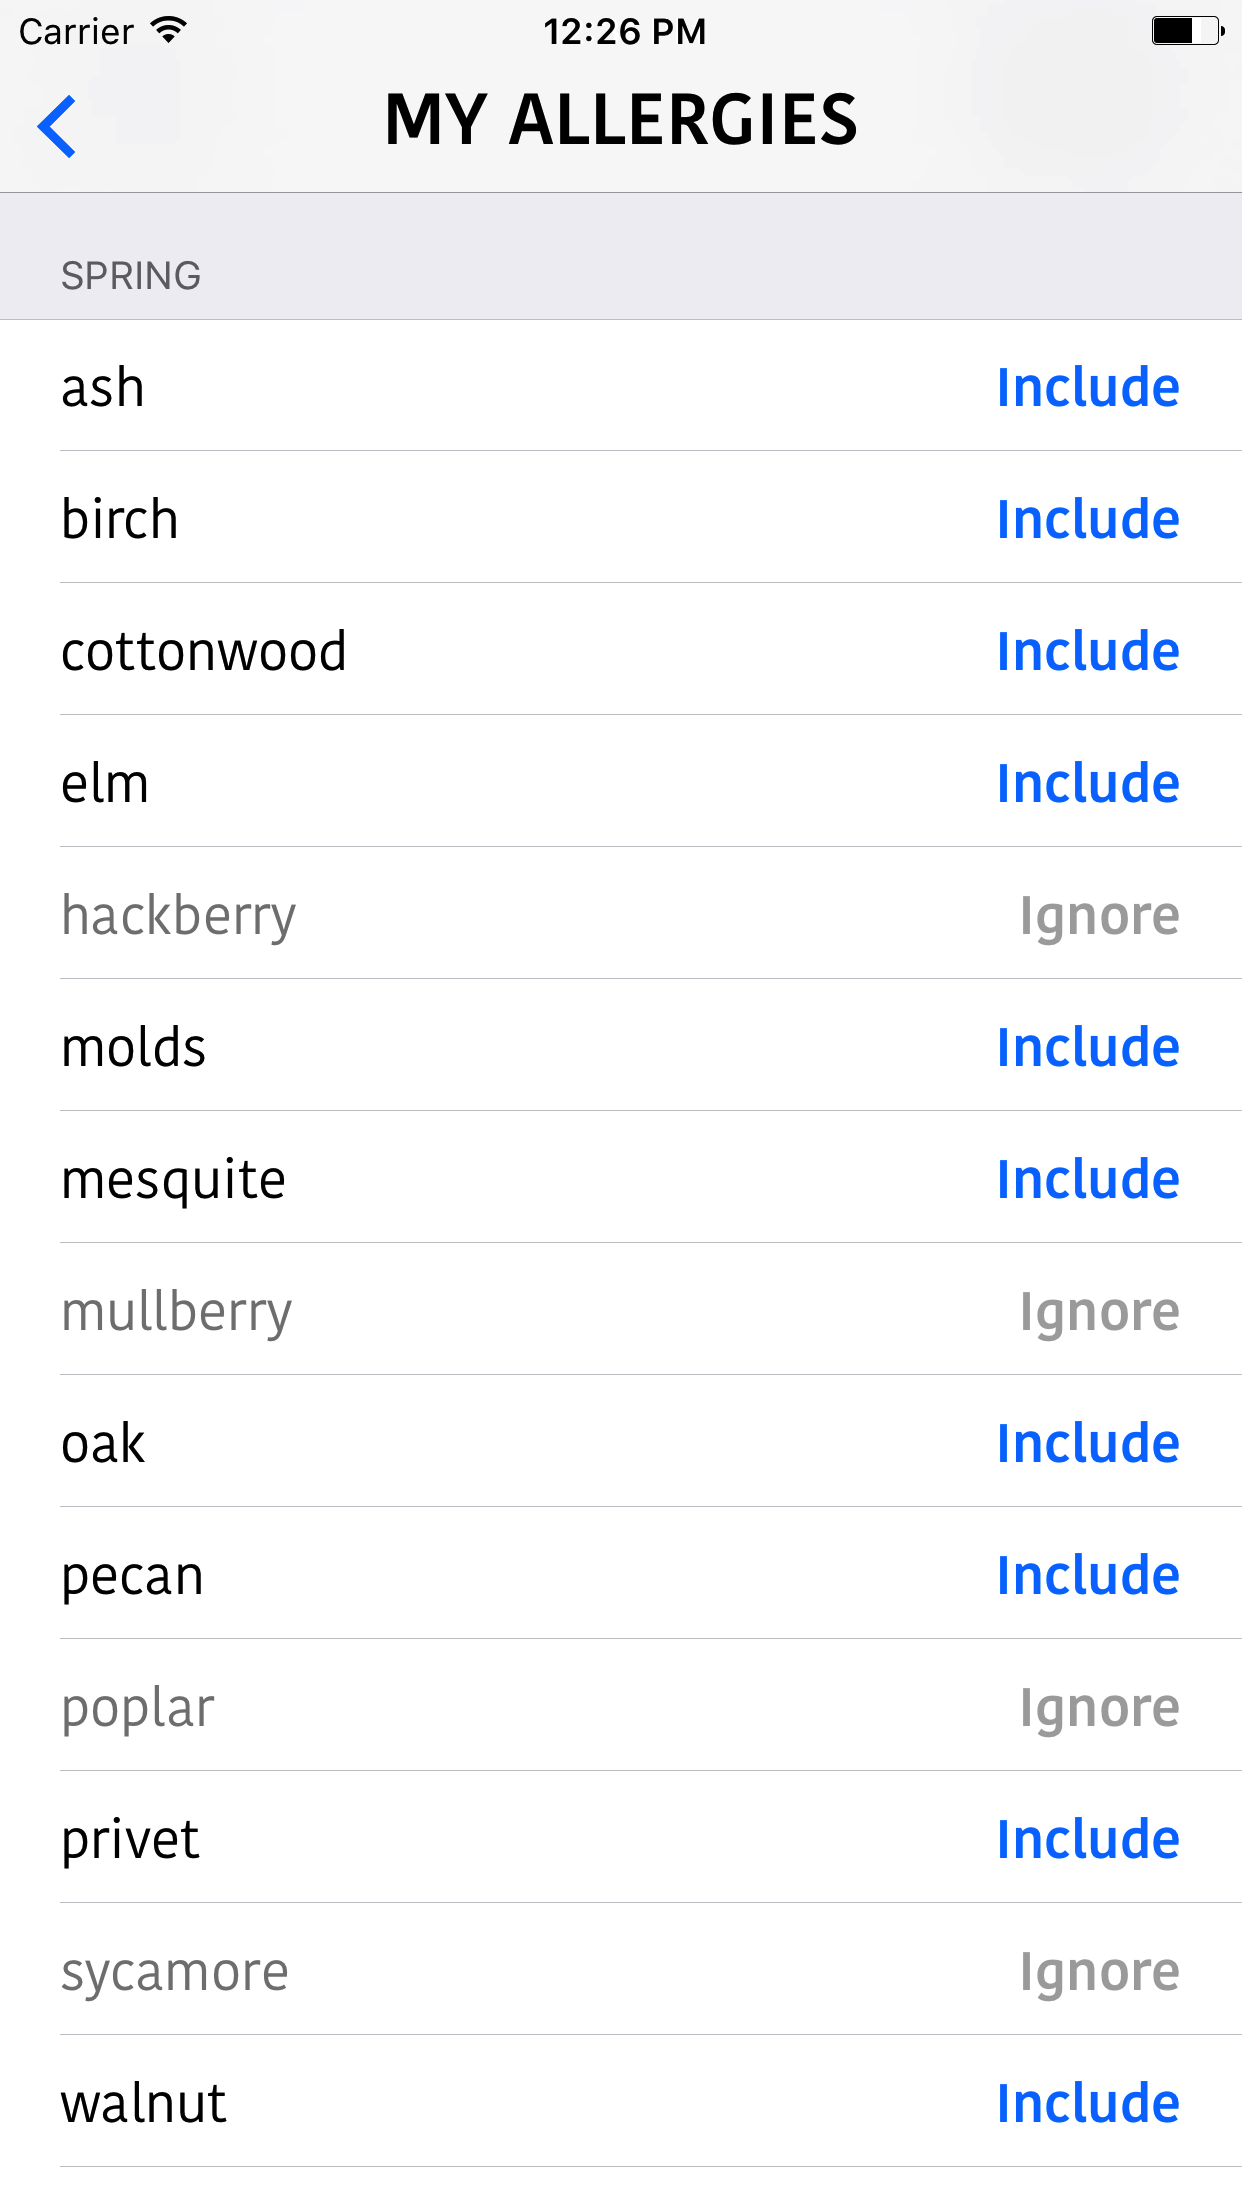 Carrier 12:26 PM
MY ALLERGIES
SPRING
ash Include
birch Include
cottonwood Include
elm Include
hackberry Ignore
molds Include
mesquite Include
mullberry Ignore
oak Include
pecan Include
poplar Ignore
privet Include
sycamore Ignore
walnut Include